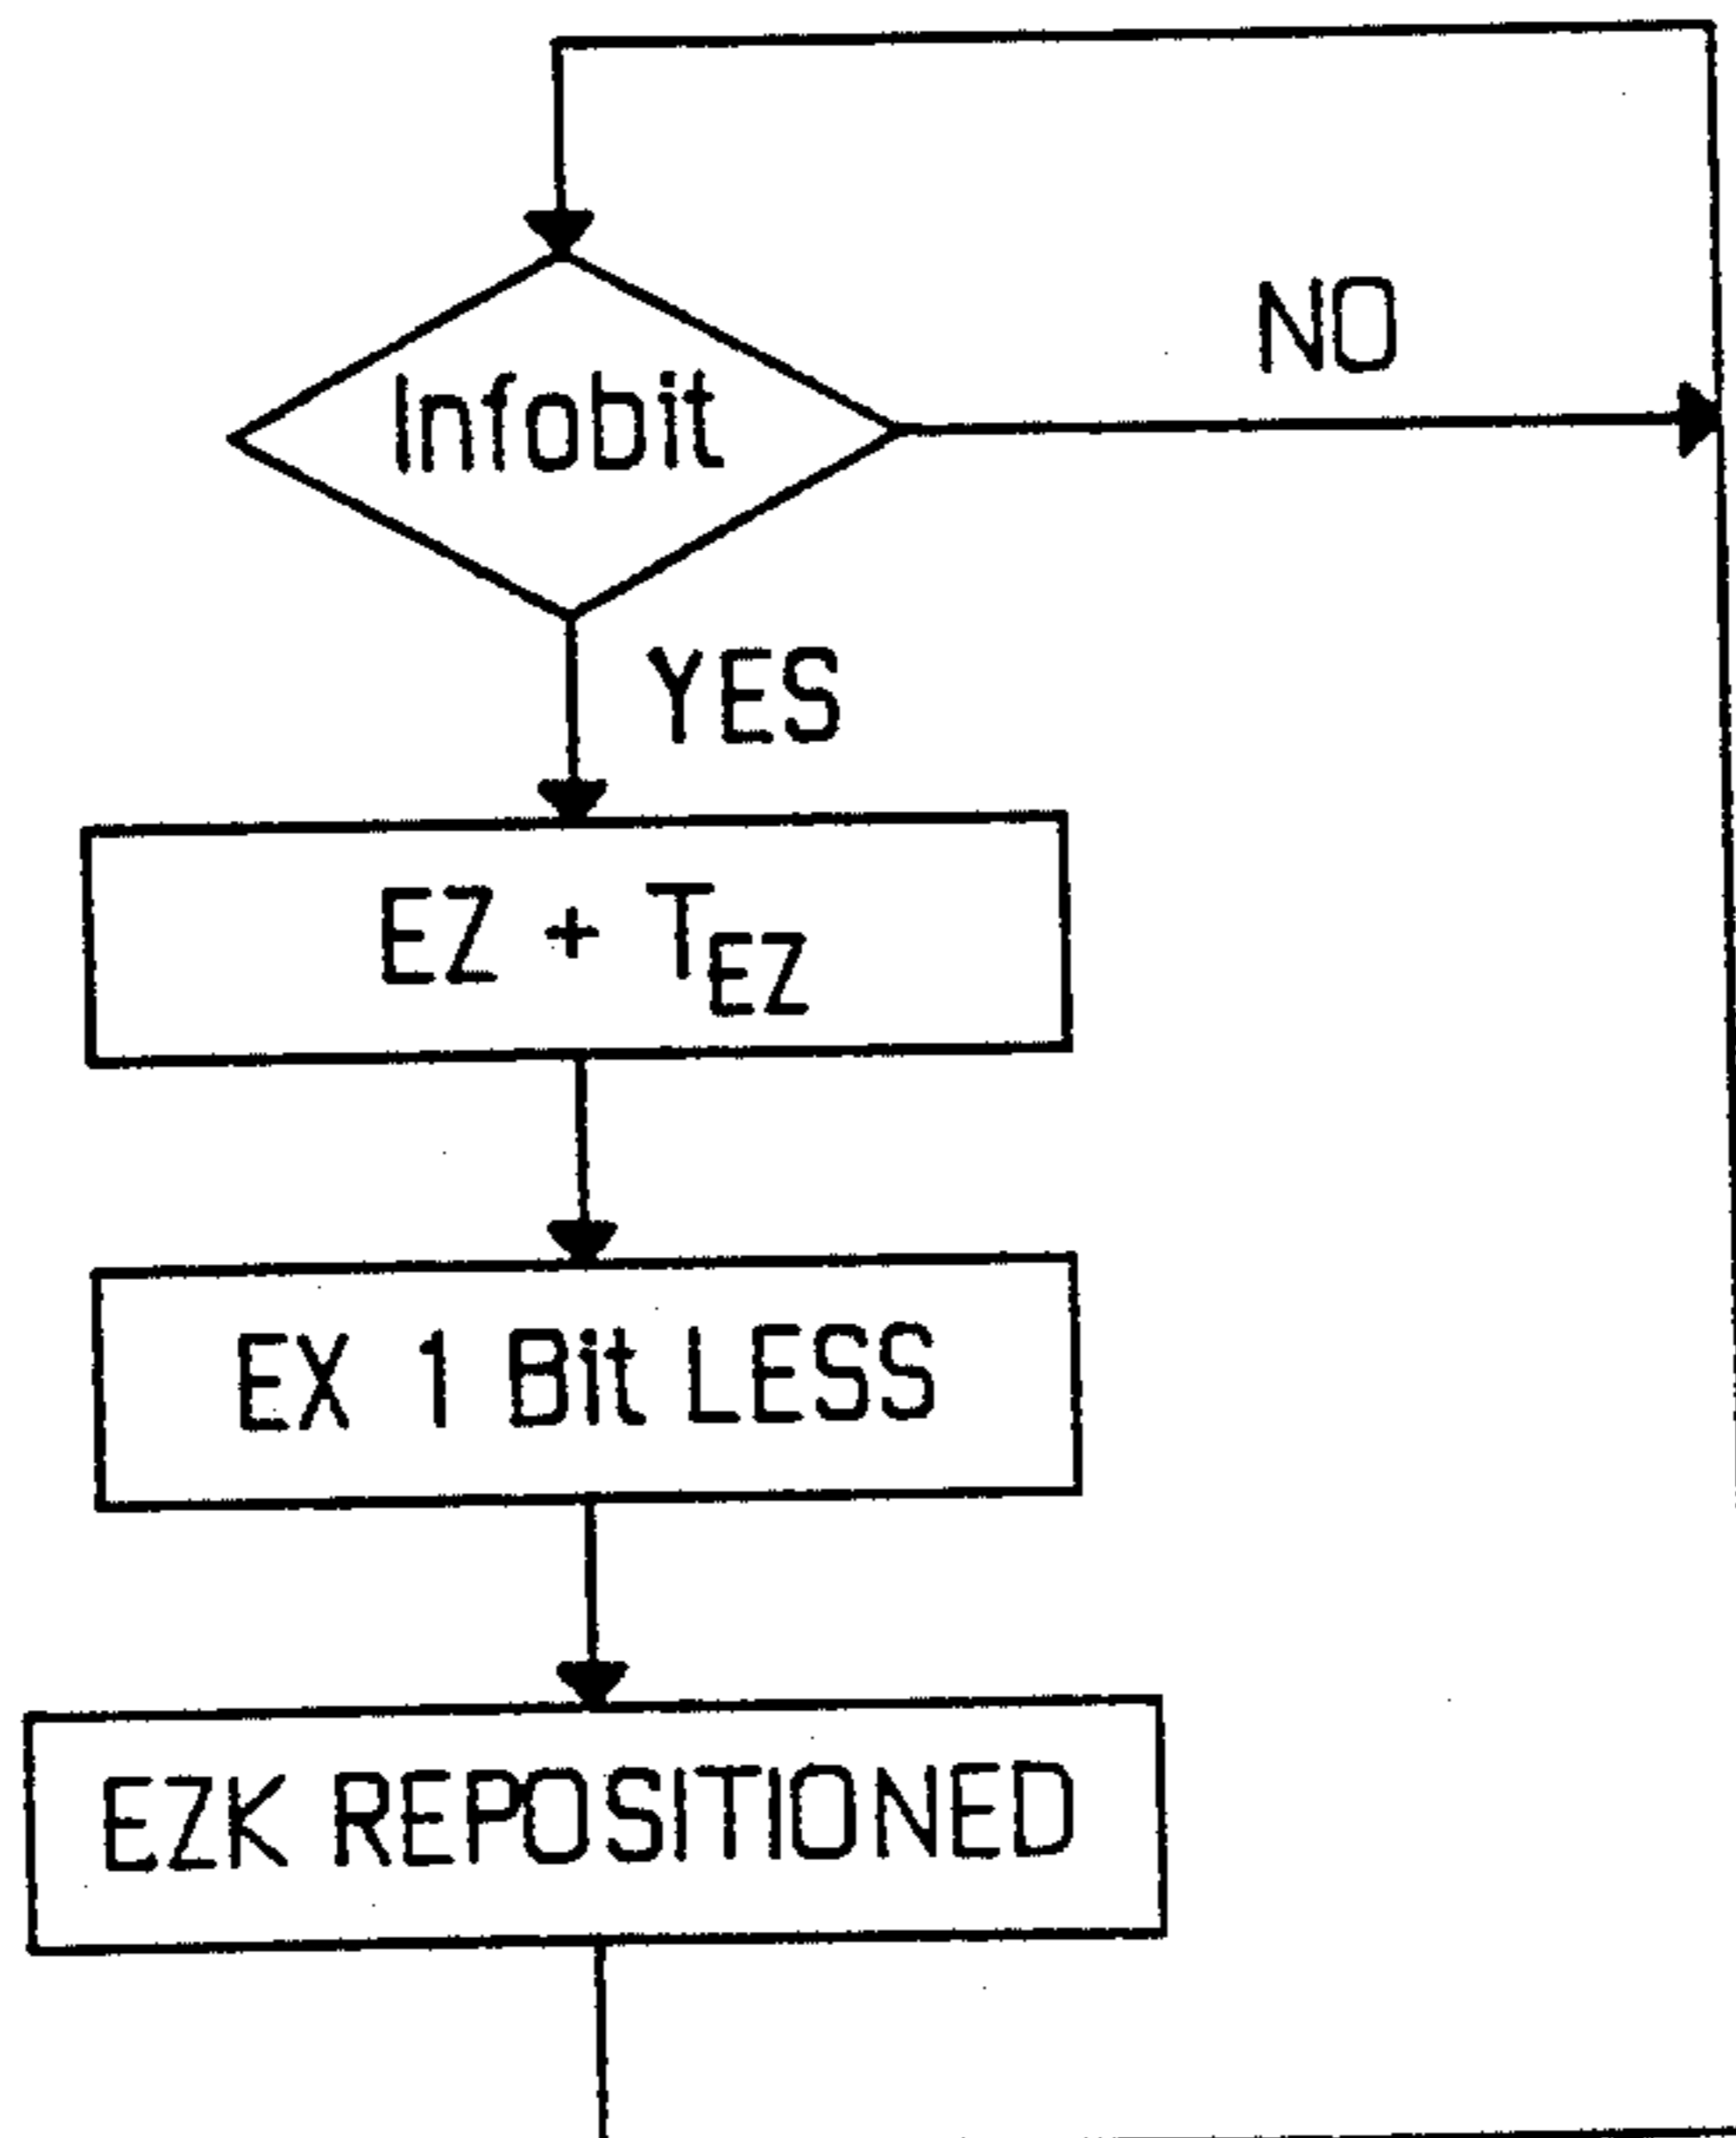 Infobit
NO
YES
EZ + T_EZ
EX 1 Bit LESS
EZK REPOSITIONED